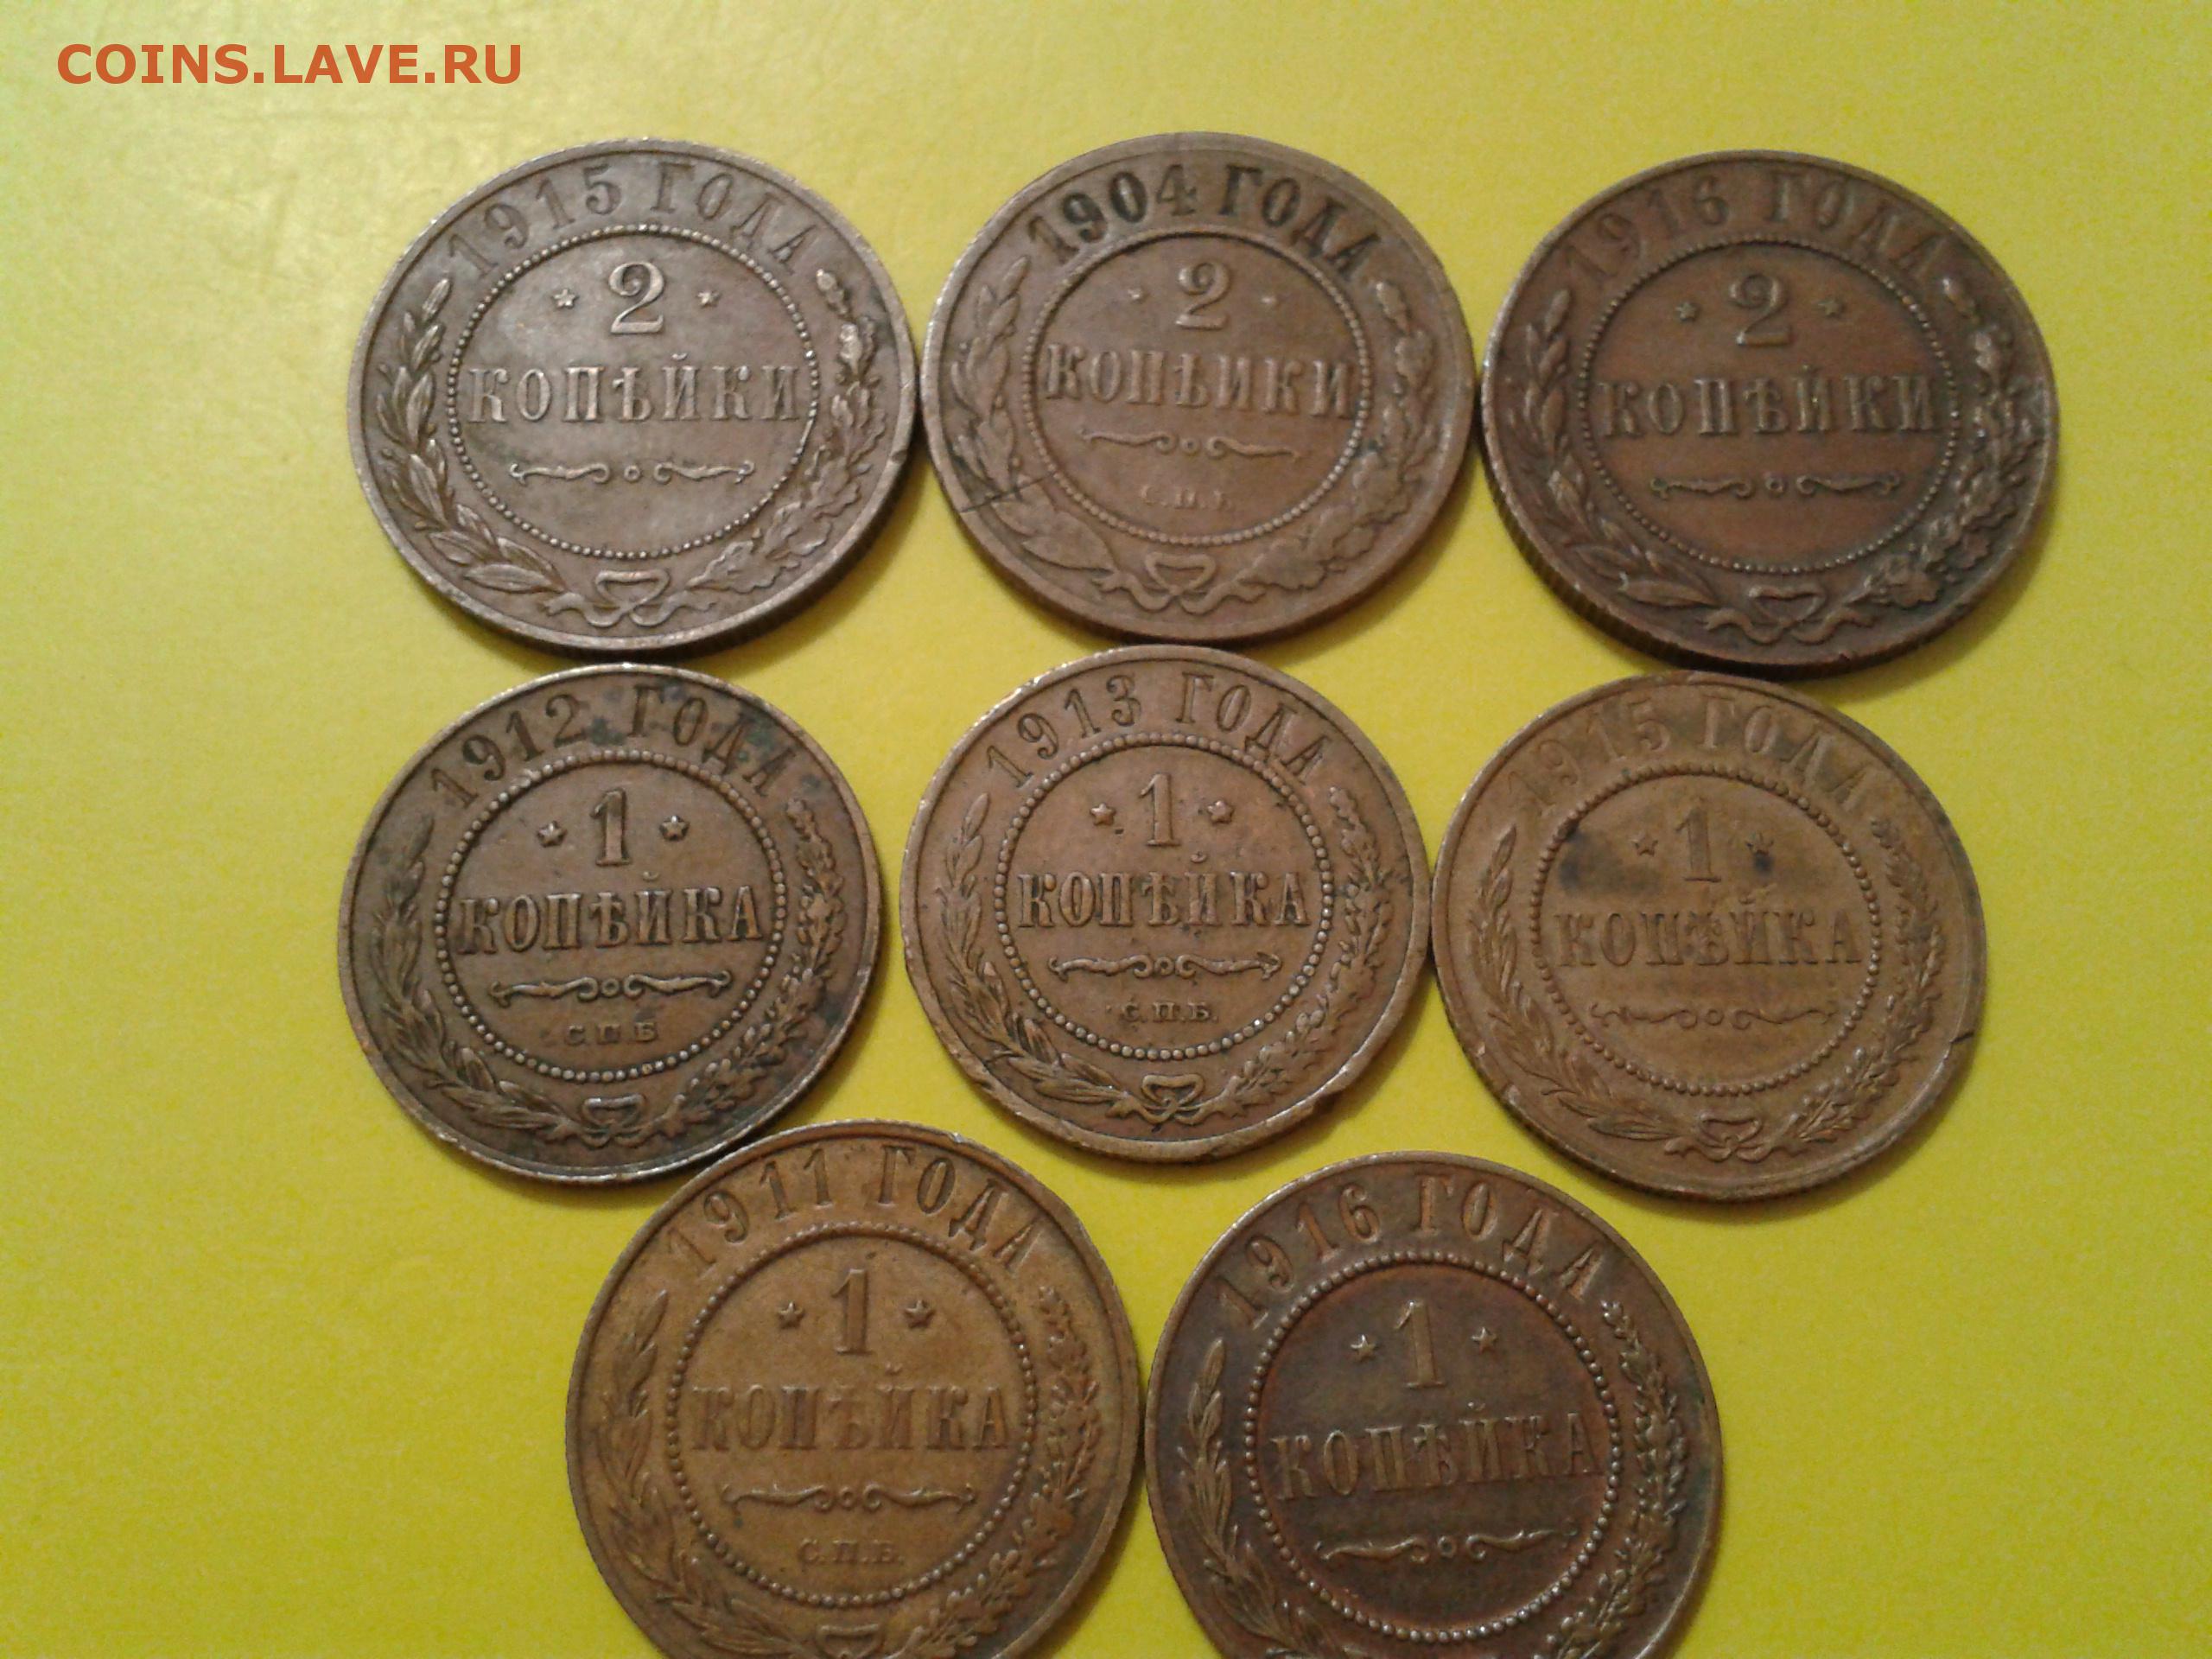 COINS.LAVE.RU
1915 ГОДА
2
КОПѢЙКИ
1904 ГОДА
2
КОПѢЙКИ
С.П.Б.
1916 ГОДА
2
КОПѢЙКИ
1912 ГОДА
1
КОПѢЙКА
С.П.Б
1913 ГОДА
1
КОПѢЙКА
С.П.Б.
1915 ГОДА
1
КОПѢЙКА
1911 ГОДА
1
КОПѢЙКА
С.П.Б.
1916 ГОДА
1
КОПѢЙКА